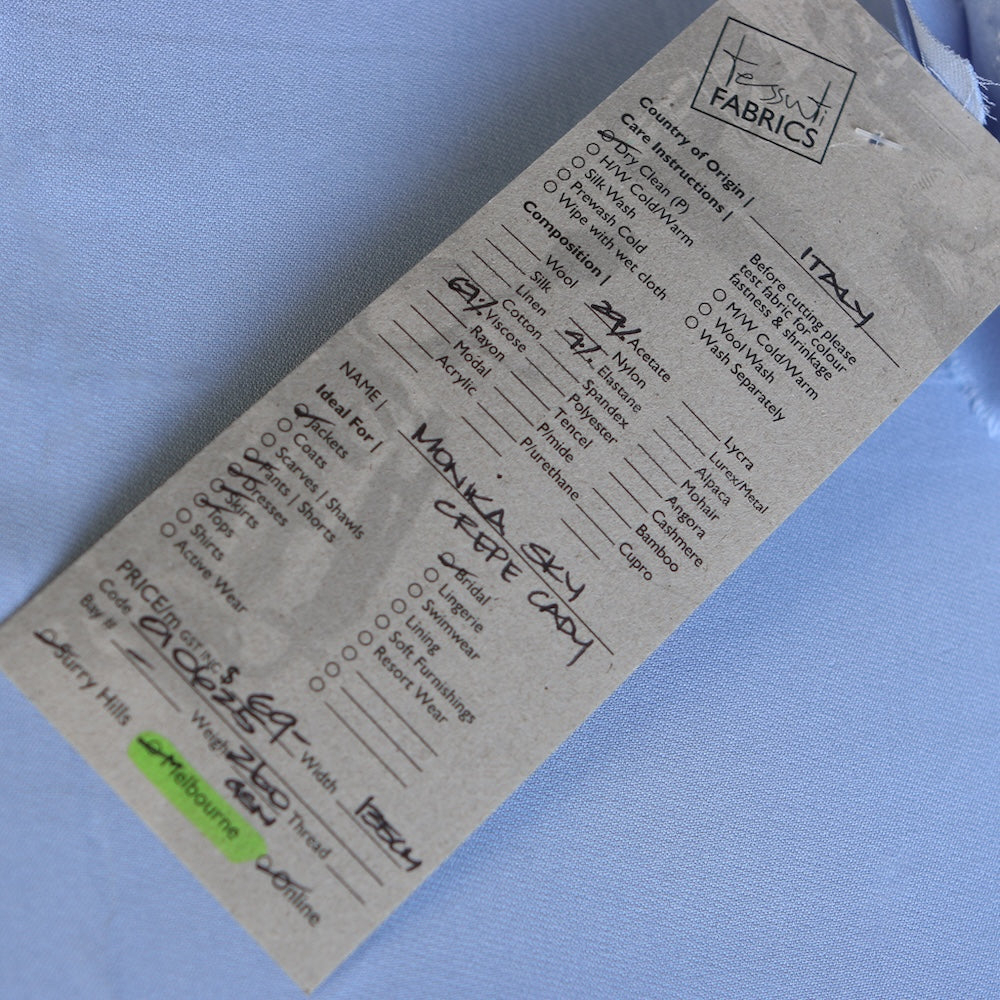 tessuti
FABRICS
Country of Origin | ITALY
Care Instructions |
Dry Clean (P)
H/W Cold/Warm
Silk Wash
Prewash Cold
Wipe with wet cloth
Before cutting please
test fabric for colour
fastness & shrinkage
M/W Cold/Warm
Wool Wash
Wash Separately
Composition |
Wool
Silk
Linen
Cotton
Viscose
Rayon
Modal
Acrylic
Acetate
Nylon
4% Elastane
Spandex
Polyester
Tencel
P/mide
P/urethane
Lycra
Lurex/Metal
Alpaca
Mohair
Angora
Cashmere
Bamboo
Cupro
NAME | MONIKA SKY
CREPE CADY
Ideal For |
Jackets
Coats
Scarves | Shawls
Pants | Shorts
Dresses
Skirts
Tops
Shirts
Active Wear
Bridal
Lingerie
Swimwear
Lining
Soft Furnishings
Resort Wear
PRICE/m GST INC $ 69- Width 135cm
Code Weight 260 Thread
GSM
Bay # -
Surry Hills
Melbourne
Online